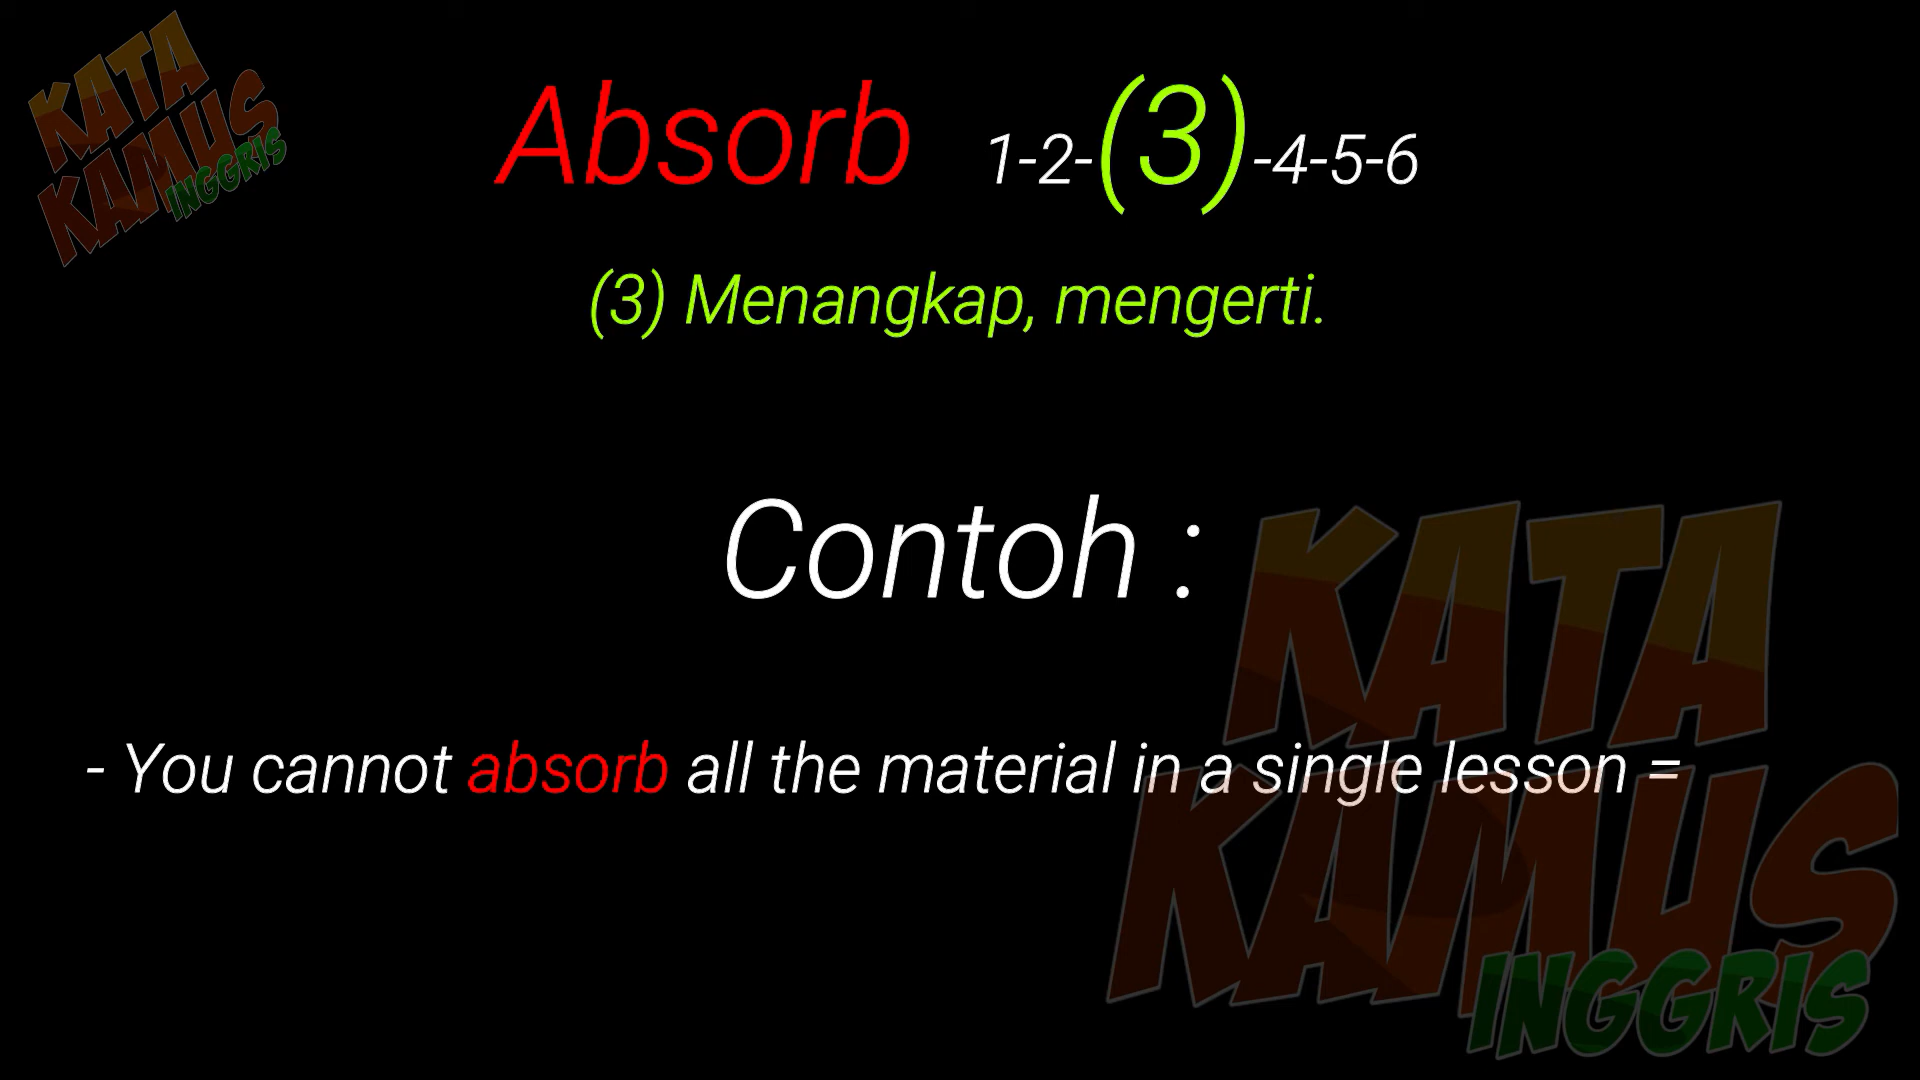 KATA
KAMUS
INGGRIS
Absorb 1-2-(3)-4-5-6
(3) Menangkap, mengerti.
Contoh :
- You cannot absorb all the material in a single lesson =
KATA
KAMUS
INGGRIS